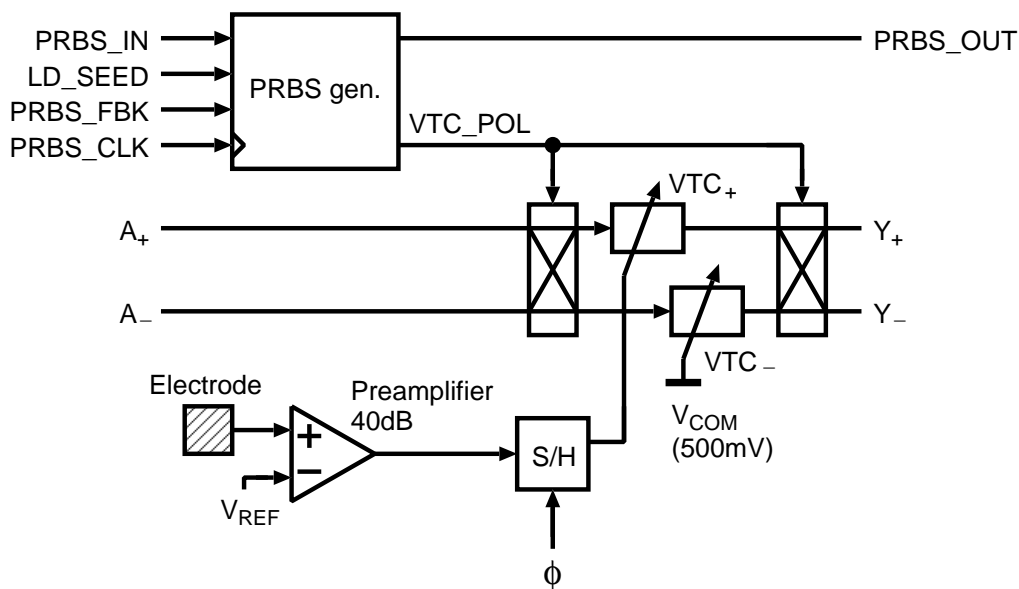 PRBS_IN
LD_SEED
PRBS_FBK
PRBS_CLK
PRBS gen.
PRBS_OUT
VTC_POL
VTC+
A+
Y+
A−
Y−
VTC−
Electrode
Preamplifier
40dB
VCOM
(500mV)
+
−
S/H
VREF
ϕ